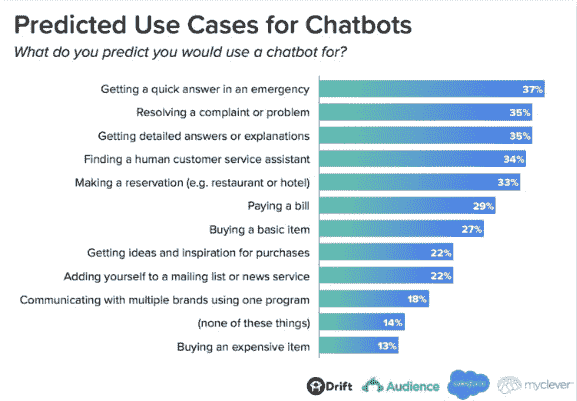 Predicted Use Cases for Chatbots
What do you predict you would use a chatbot for?
Getting a quick answer in an emergency 37%
Resolving a complaint or problem 35%
Getting detailed answers or explanations 35%
Finding a human customer service assistant 34%
Making a reservation (e.g. restaurant or hotel) 33%
Paying a bill 29%
Buying a basic item 27%
Getting ideas and inspiration for purchases 22%
Adding yourself to a mailing list or news service 22%
Communicating with multiple brands using one program 18%
(none of these things) 14%
Buying an expensive item 13%
Drift Audience salesforce myclever